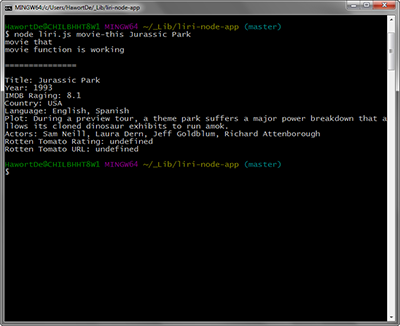 MINGW64:/c/Users/HawortDe/_Lib/liri-node-app
HawortDe@CHILBHHT8W1 MINGW64 ~/_Lib/liri-node-app (master)
$ node liri.js movie-this Jurassic Park
movie that
movie function is working
===============
Title: Jurassic Park
Year: 1993
IMDB Raging: 8.1
Country: USA
Language: English, Spanish
Plot: During a preview tour, a theme park suffers a major power breakdown that a
llows its cloned dinosaur exhibits to run amok.
Actors: Sam Neill, Laura Dern, Jeff Goldblum, Richard Attenborough
Rotten Tomato Rating: undefined
Rotten Tomato URL: undefined
HawortDe@CHILBHHT8W1 MINGW64 ~/_Lib/liri-node-app (master)
$